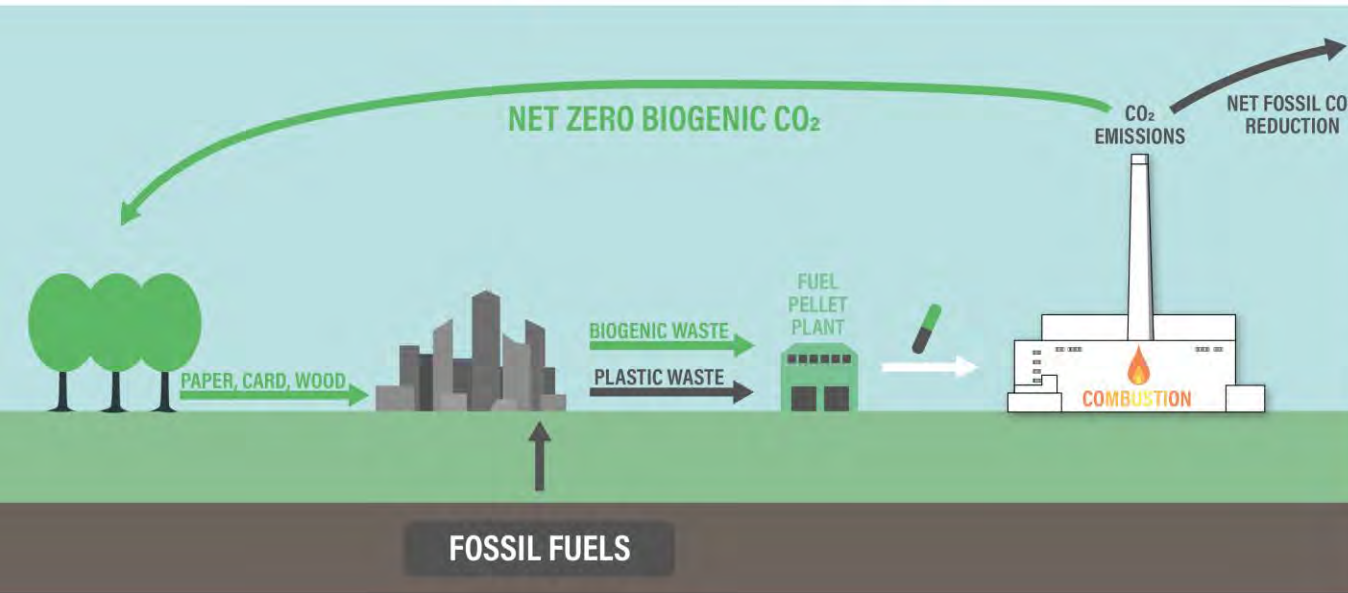 NET ZERO BIOGENIC CO₂
CO₂
EMISSIONS
NET FOSSIL CO
REDUCTION
FUEL
PELLET
PLANT
BIOGENIC WASTE
PLASTIC WASTE
PAPER, CARD, WOOD
COMBUSTION
FOSSIL FUELS